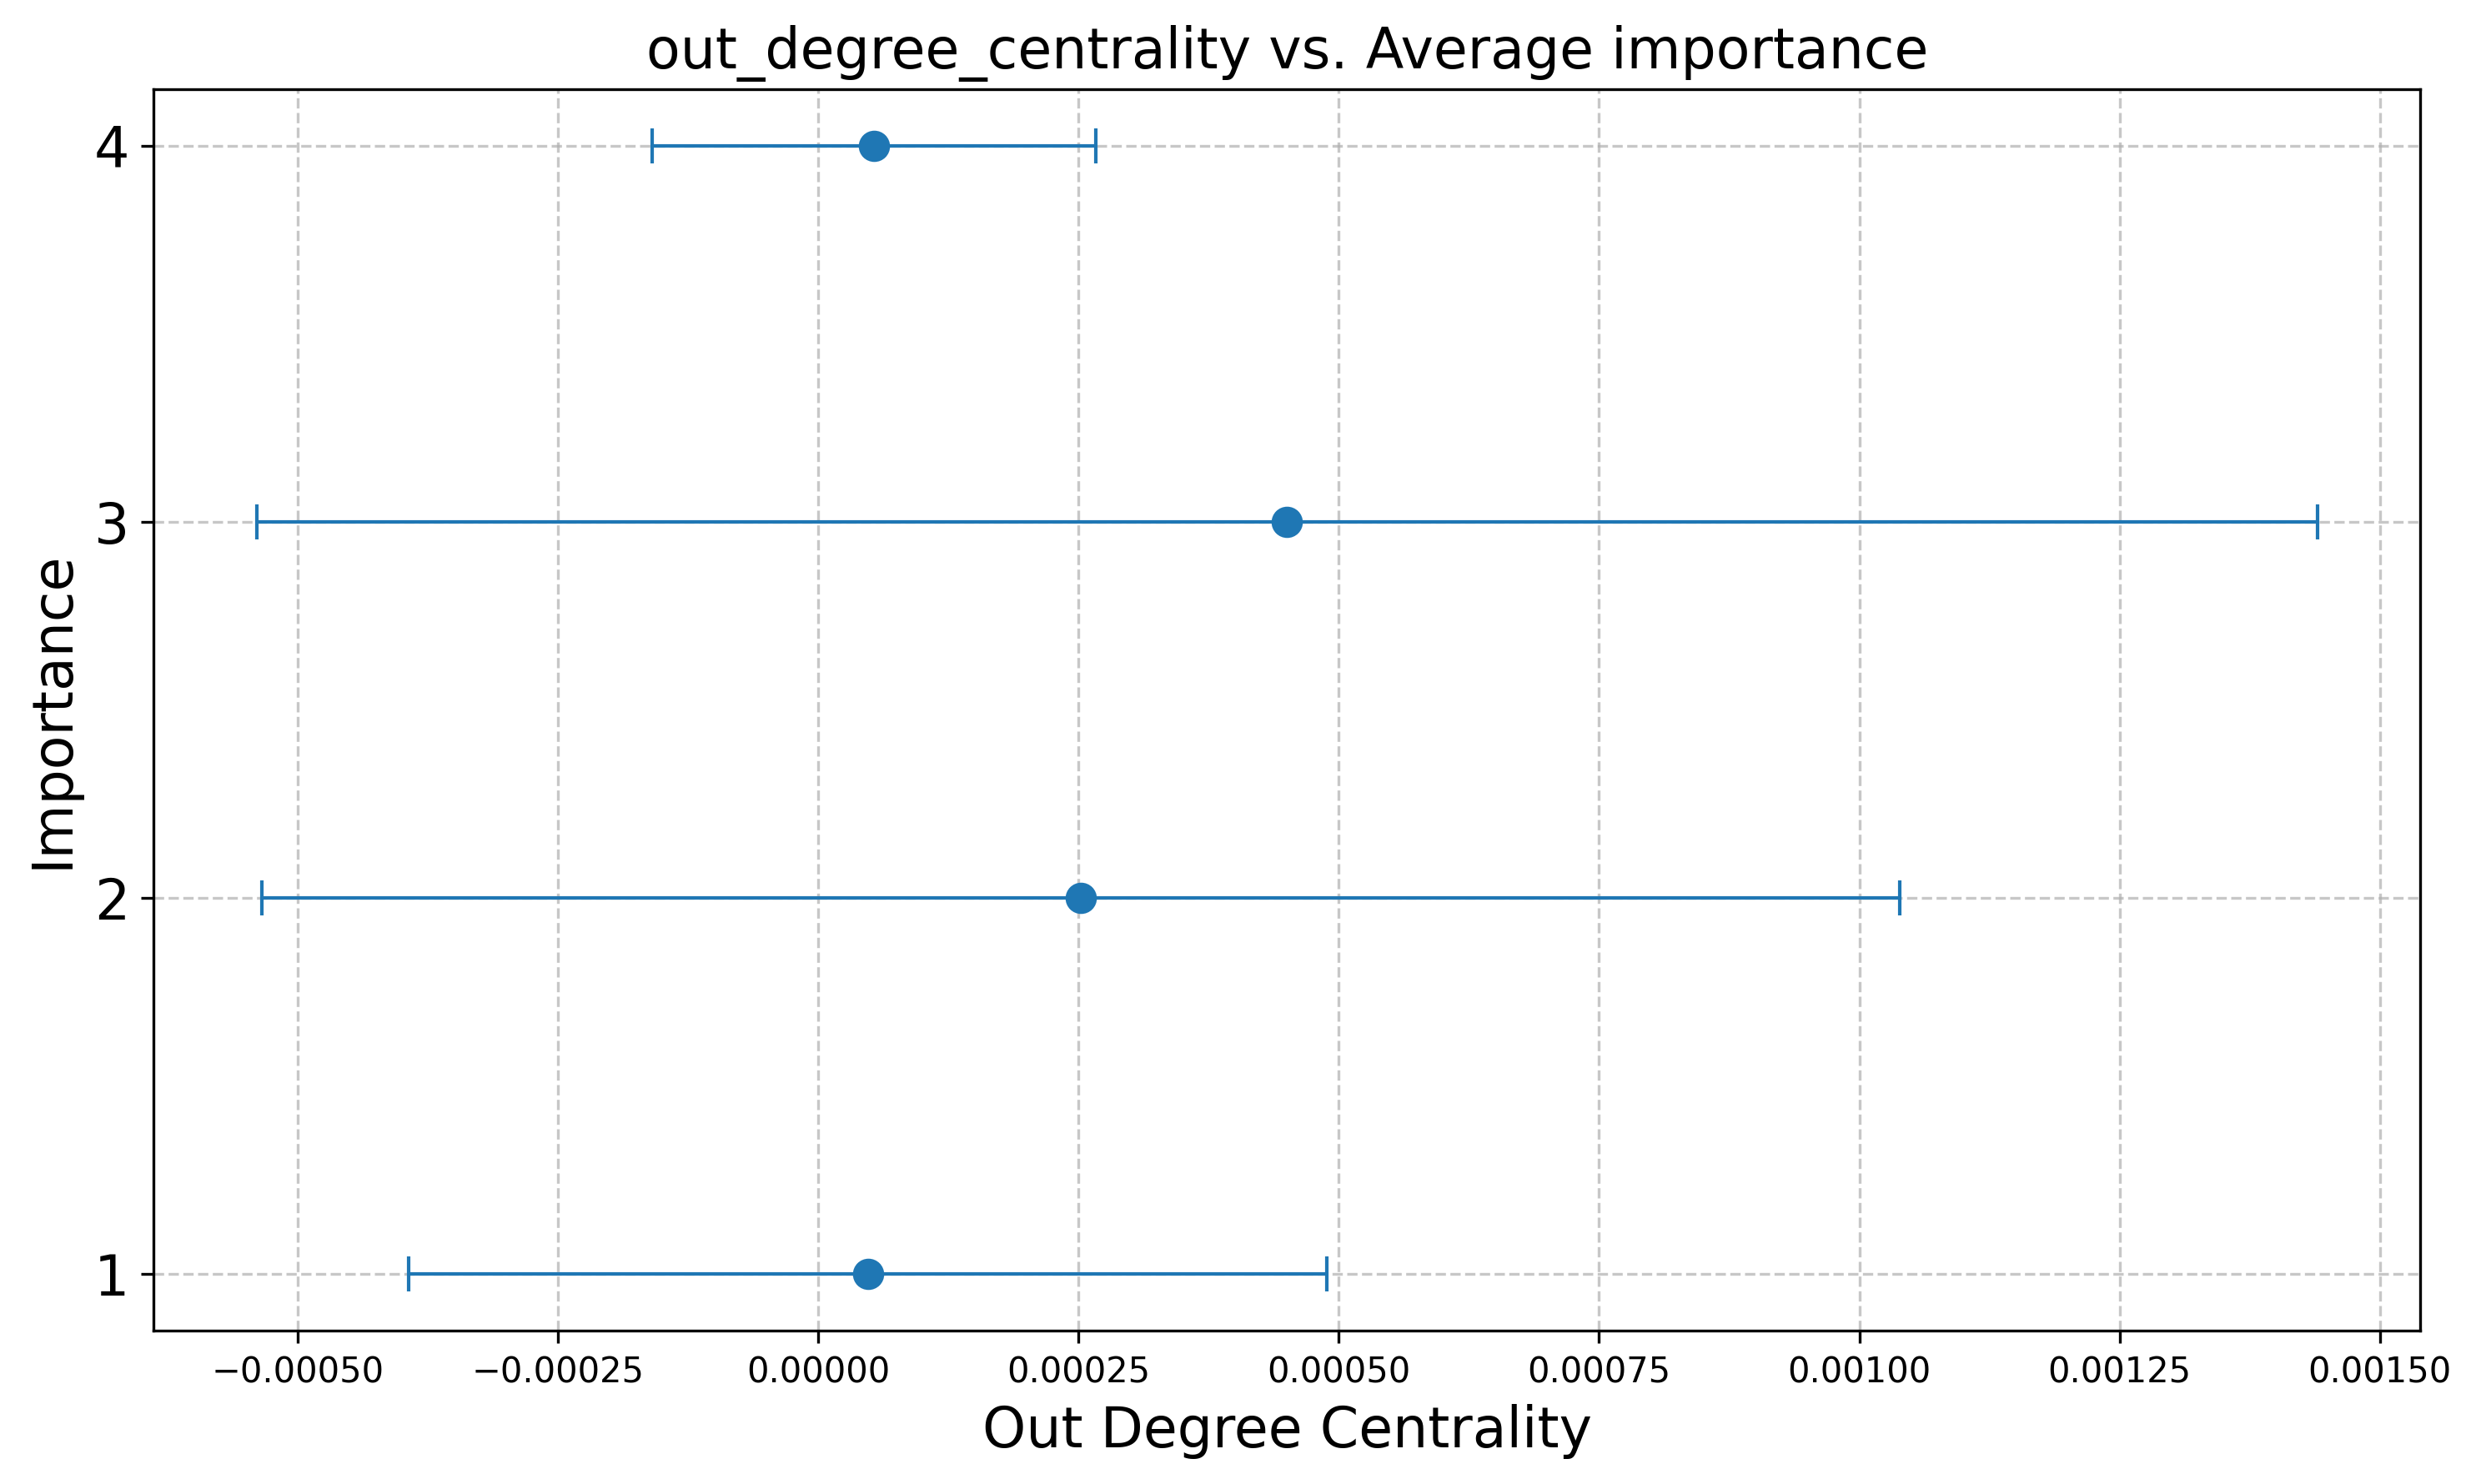 out_degree_centrality vs. Average importance
4
3
2
1
Importance
−0.00050 −0.00025 0.00000 0.00025 0.00050 0.00075 0.00100 0.00125 0.00150
Out Degree Centrality